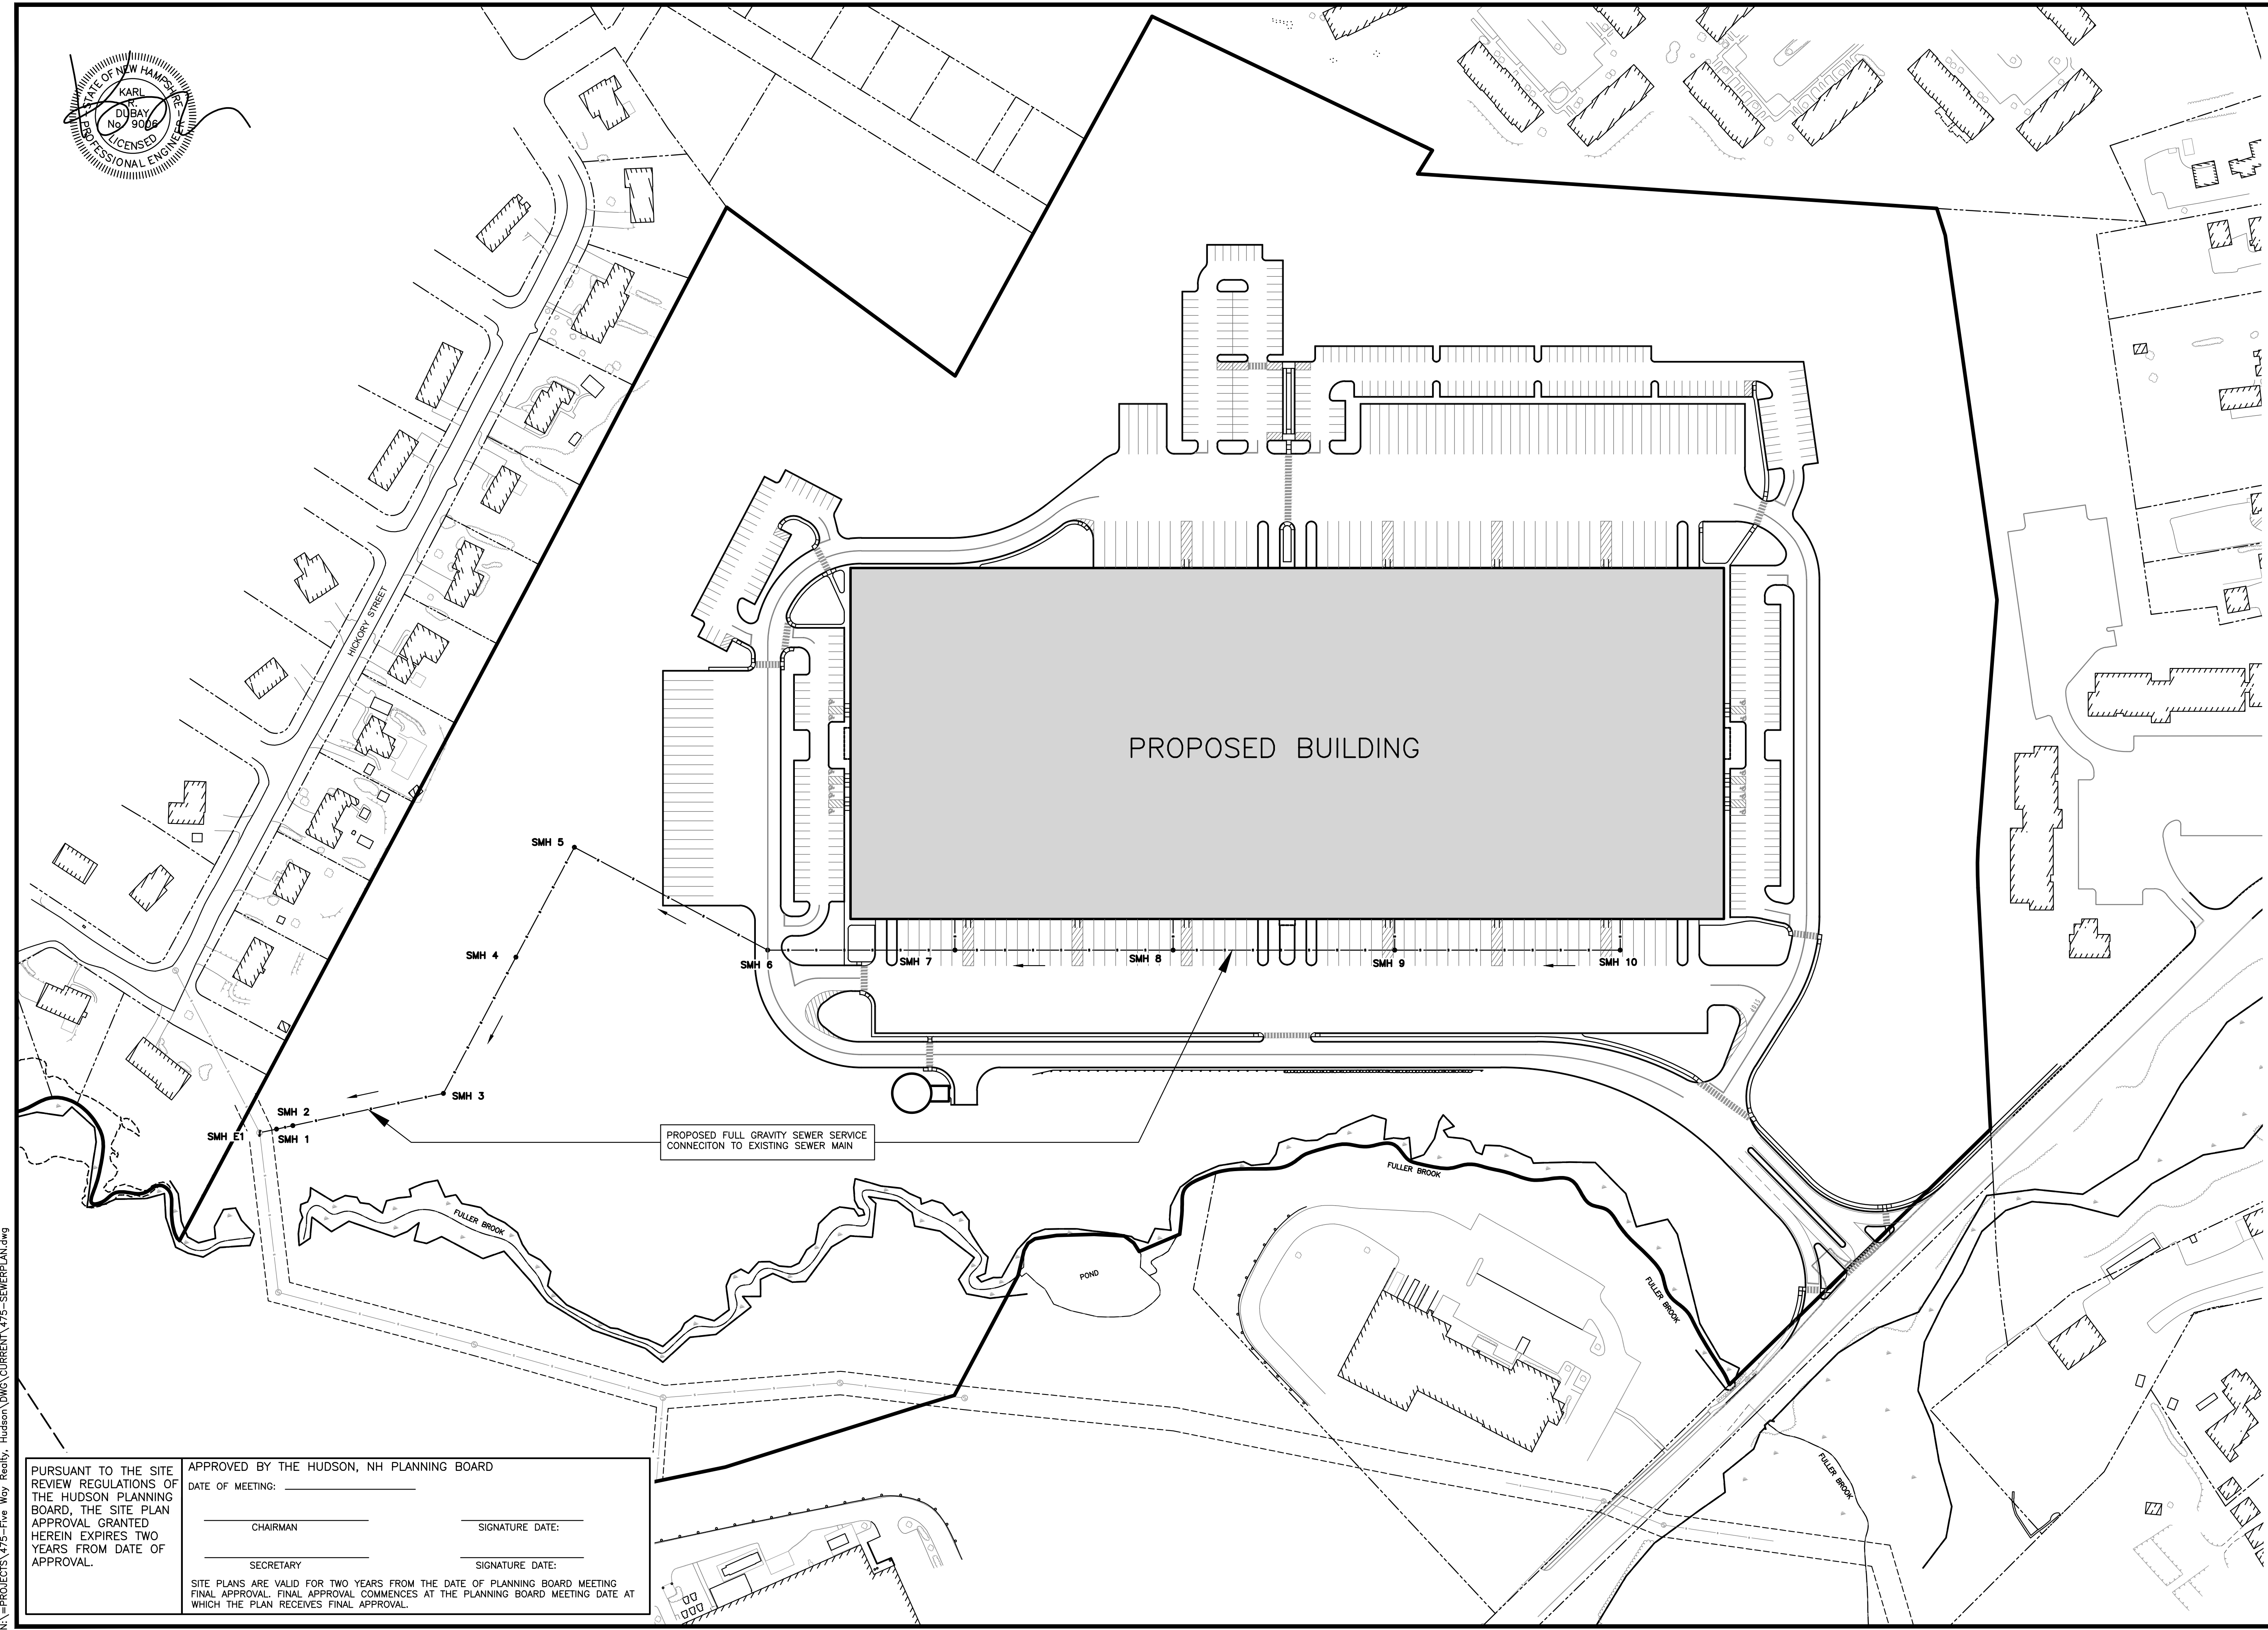 STATE OF NEW HAMPSHIRE
KARL
R.
DUBAY
No. 9006
LICENSED
PROFESSIONAL ENGINEER
HICKORY STREET
PROPOSED BUILDING
SMH 5
SMH 4
SMH 6
SMH 7
SMH 8
SMH 9
SMH 10
SMH 3
SMH 2
SMH E1
SMH 1
PROPOSED FULL GRAVITY SEWER SERVICE
CONNECITON TO EXISTING SEWER MAIN
FULLER BROOK
FULLER BROOK
POND
FULLER BROOK
FULLER BROOK
PURSUANT TO THE SITE
REVIEW REGULATIONS OF
THE HUDSON PLANNING
BOARD, THE SITE PLAN
APPROVAL GRANTED
HEREIN EXPIRES TWO
YEARS FROM DATE OF
APPROVAL.
APPROVED BY THE HUDSON, NH PLANNING BOARD
DATE OF MEETING:
CHAIRMAN
SIGNATURE DATE:
SECRETARY
SIGNATURE DATE:
SITE PLANS ARE VALID FOR TWO YEARS FROM THE DATE OF PLANNING BOARD MEETING
FINAL APPROVAL. FINAL APPROVAL COMMENCES AT THE PLANNING BOARD MEETING DATE AT
WHICH THE PLAN RECEIVES FINAL APPROVAL.
N:\=PROJECTS\475-Five Way Realty, Hudson\DWG\CURRENT\475-SEWERPLAN.dwg